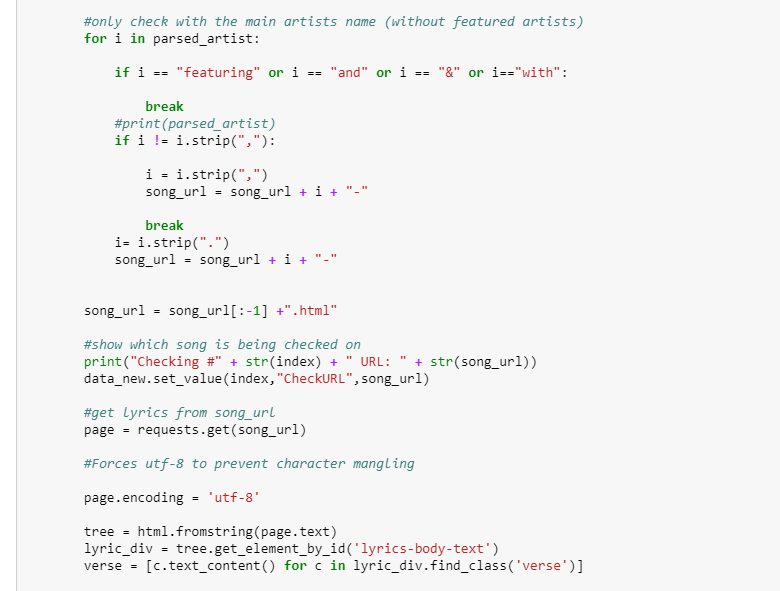 #only check with the main artists name (without featured artists)
for i in parsed_artist:
if i == "featuring" or i == "and" or i == "&" or i=="with":
break
#print(parsed_artist)
if i != i.strip(","):
i = i.strip(",")
song_url = song_url + i + "-"
break
i= i.strip(".")
song_url = song_url + i + "-"
song_url = song_url[:-1] +".html"
#show which song is being checked on
print("Checking #" + str(index) + " URL: " + str(song_url))
data_new.set_value(index,"CheckURL",song_url)
#get lyrics from song_url
page = requests.get(song_url)
#Forces utf-8 to prevent character mangling
page.encoding = 'utf-8'
tree = html.fromstring(page.text)
lyric_div = tree.get_element_by_id('lyrics-body-text')
verse = [c.text_content() for c in lyric_div.find_class('verse')]